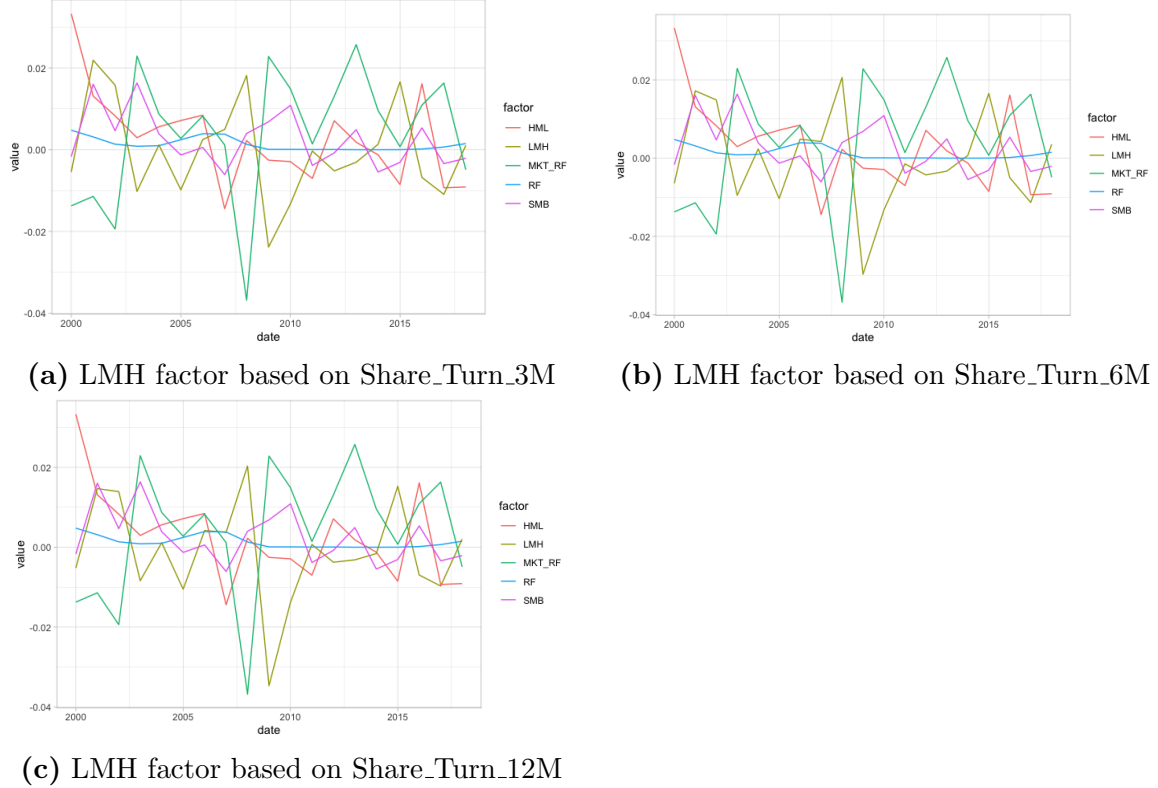 0.02
0.00
-0.02
-0.04
value
2000
2005
2010
2015
date
factor
HML
LMH
MKT_RF
RF
SMB
(a) LMH factor based on Share_Turn_3M
0.02
0.00
-0.02
-0.04
value
2000
2005
2010
2015
date
factor
HML
LMH
MKT_RF
RF
SMB
(b) LMH factor based on Share_Turn_6M
0.02
0.00
-0.02
-0.04
value
2000
2005
2010
2015
date
factor
HML
LMH
MKT_RF
RF
SMB
(c) LMH factor based on Share_Turn_12M